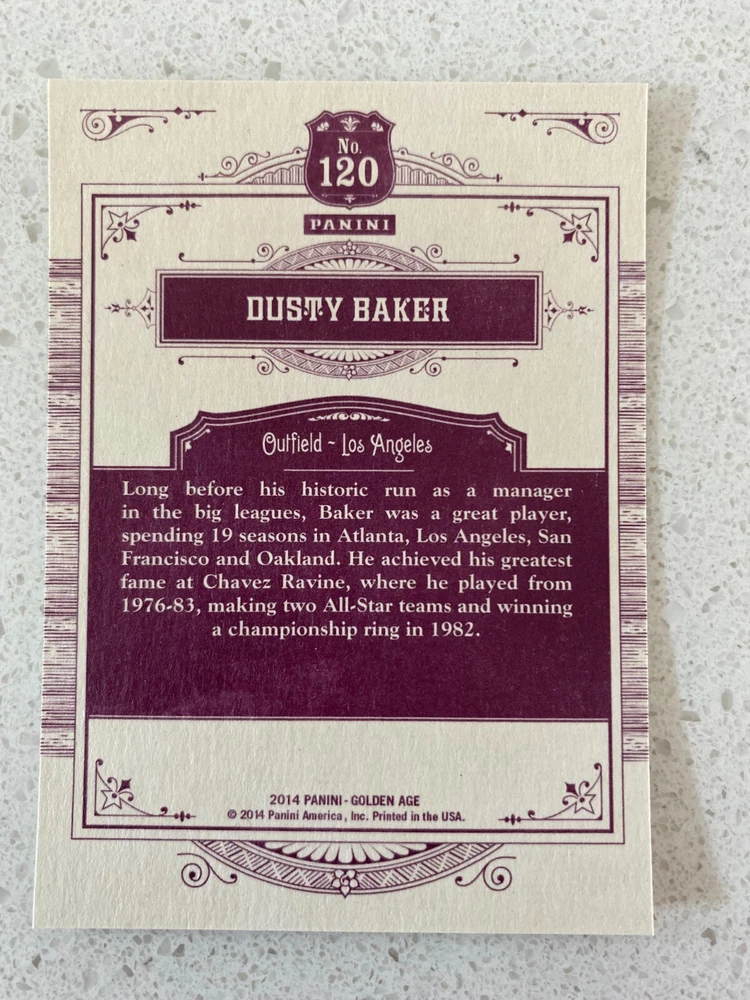 No.
120
PANINI
DUSTY BAKER
Outfield ~ Los Angeles
Long before his historic run as a manager
in the big leagues, Baker was a great player,
spending 19 seasons in Atlanta, Los Angeles, San
Francisco and Oakland. He achieved his greatest
fame at Chavez Ravine, where he played from
1976-83, making two All-Star teams and winning
a championship ring in 1982.
2014 PANINI - GOLDEN AGE
© 2014 Panini America, Inc. Printed in the USA.